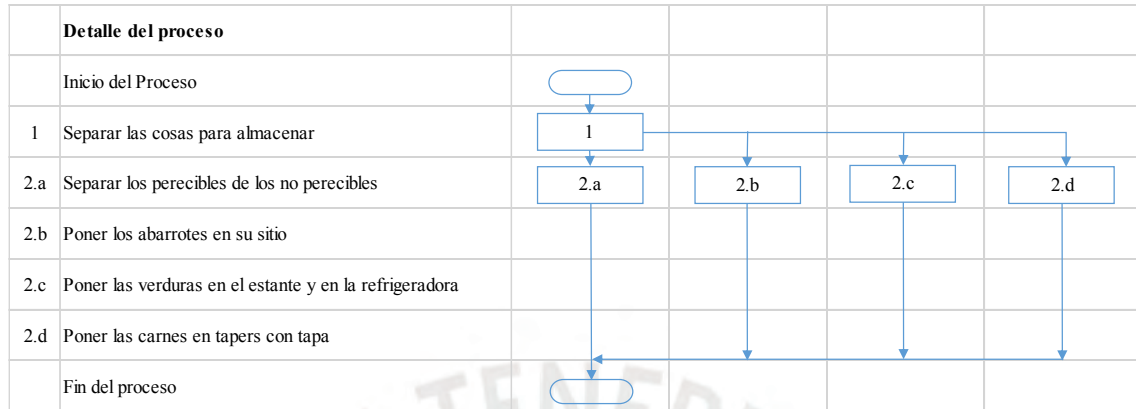 Detalle del proceso
Inicio del Proceso
1 Separar las cosas para almacenar 1
2.a Separar los perecibles de los no perecibles 2.a 2.b 2.c 2.d
2.b Poner los abarrotes en su sitio
2.c Poner las verduras en el estante y en la refrigeradora
2.d Poner las carnes en tapers con tapa
Fin del proceso